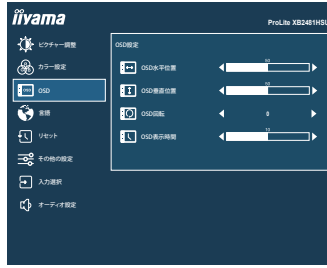 iiyama
ProLite XB2481HSU
ピクチャー調整
カラー設定
OSD
言語
リセット
その他の設定
入力選択
オーディオ設定
OSD設定
OSD水平位置
50
OSD垂直位置
50
OSD回転
0
OSD表示時間